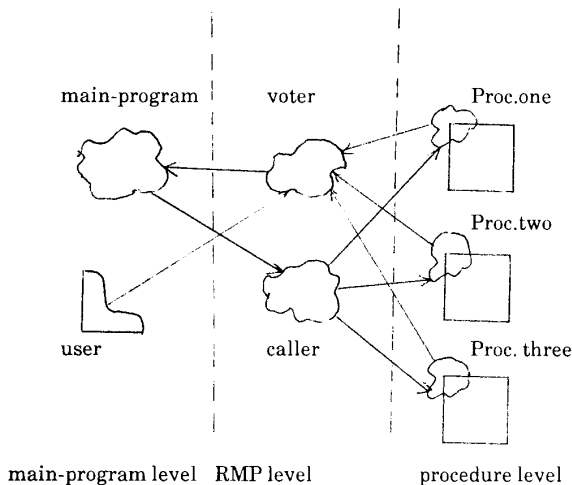 main-program
voter
Proc.one
Proc.two
user
caller
Proc. three
main-program level
RMP level
procedure level